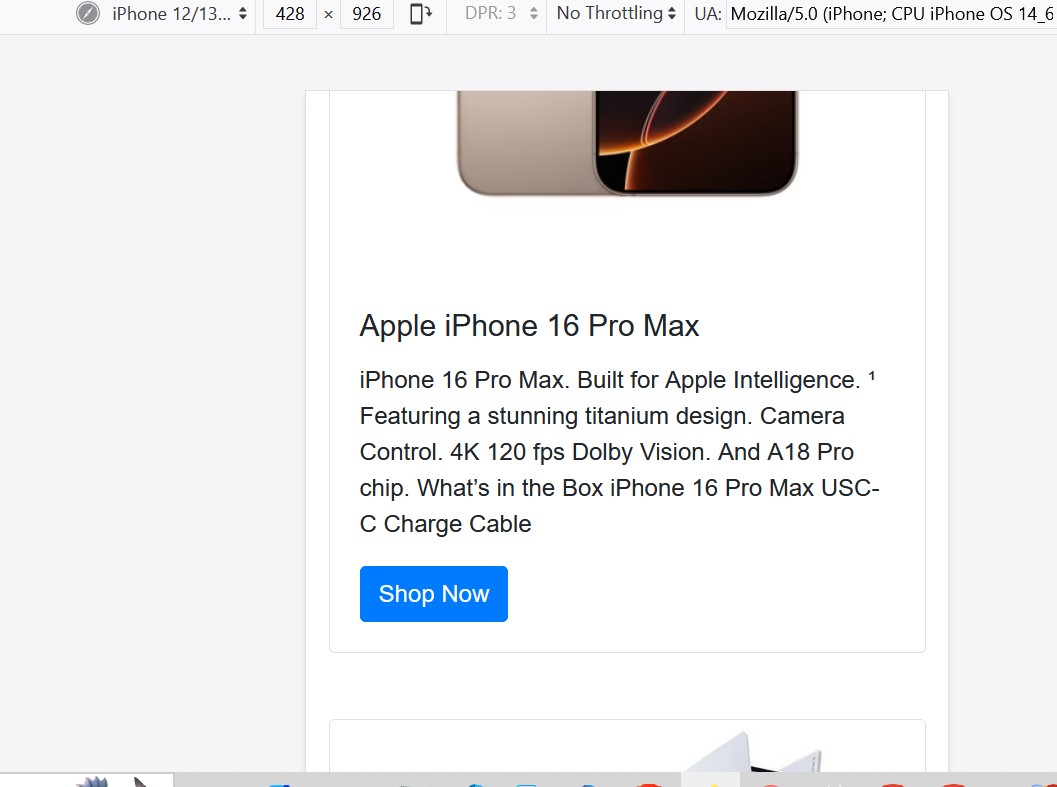 iPhone 12/13... 428 × 926 DPR: 3 No Throttling UA: Mozilla/5.0 (iPhone; CPU iPhone OS 14_6
Apple iPhone 16 Pro Max
iPhone 16 Pro Max. Built for Apple Intelligence. ¹
Featuring a stunning titanium design. Camera
Control. 4K 120 fps Dolby Vision. And A18 Pro
chip. What’s in the Box iPhone 16 Pro Max USC-
C Charge Cable
Shop Now